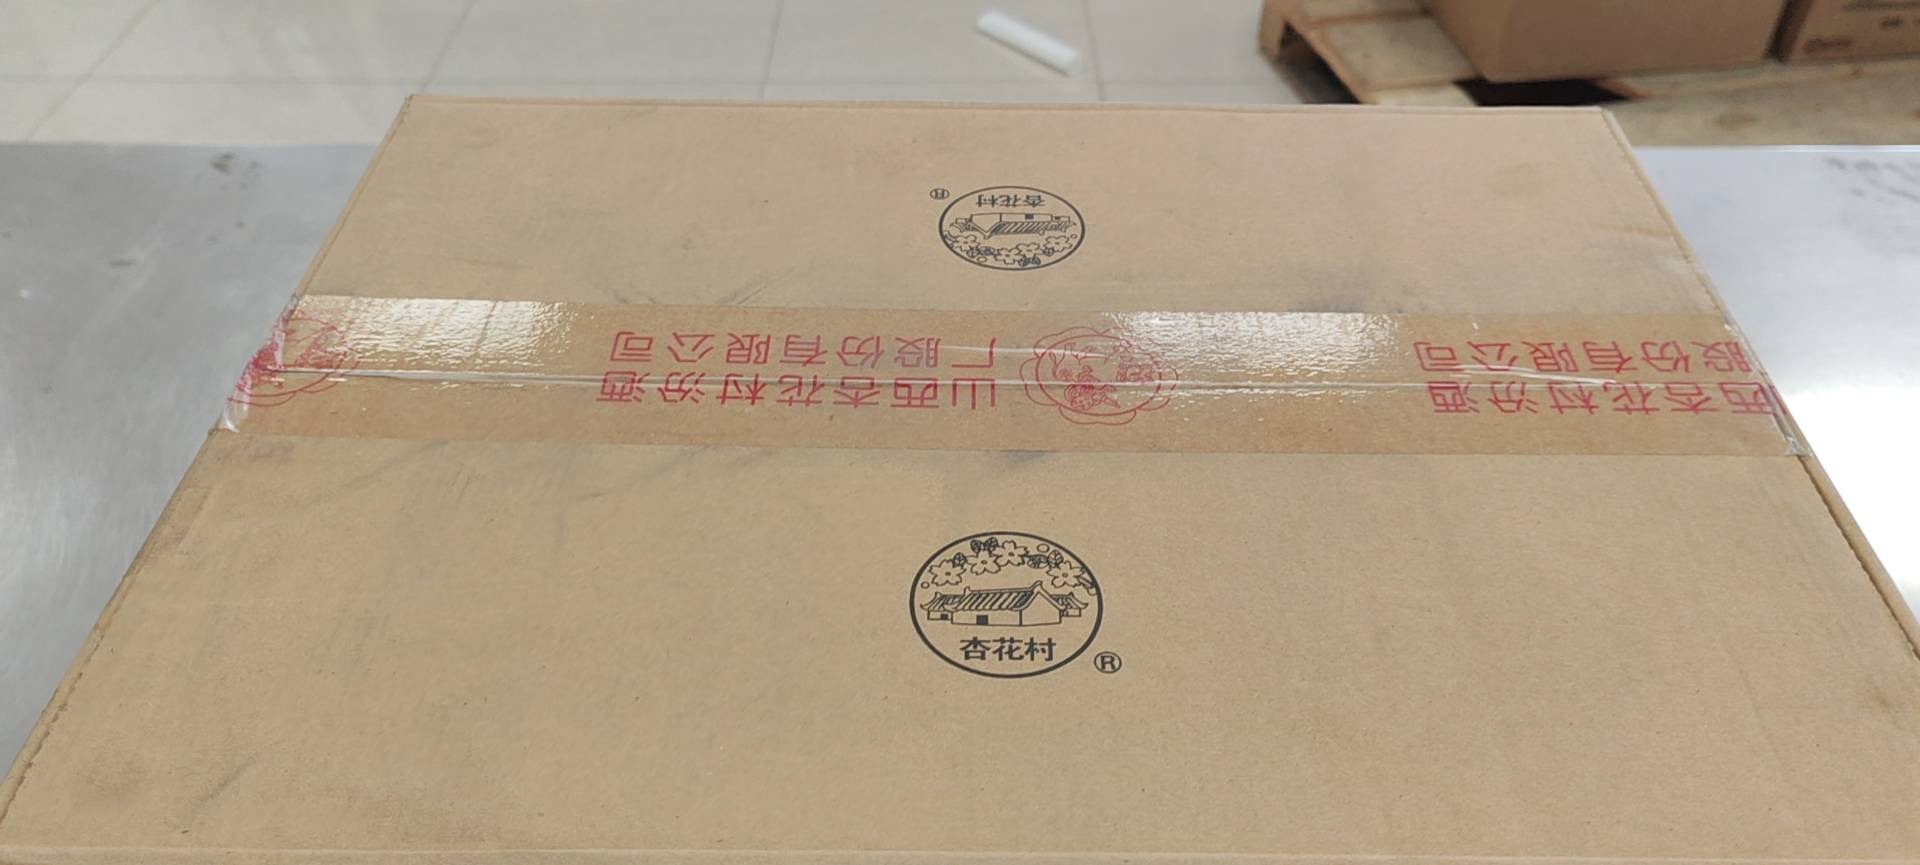 杏花村
®
山西杏花村汾酒
厂股份有限公司
西杏花村汾酒
股份有限公司
杏花村
®